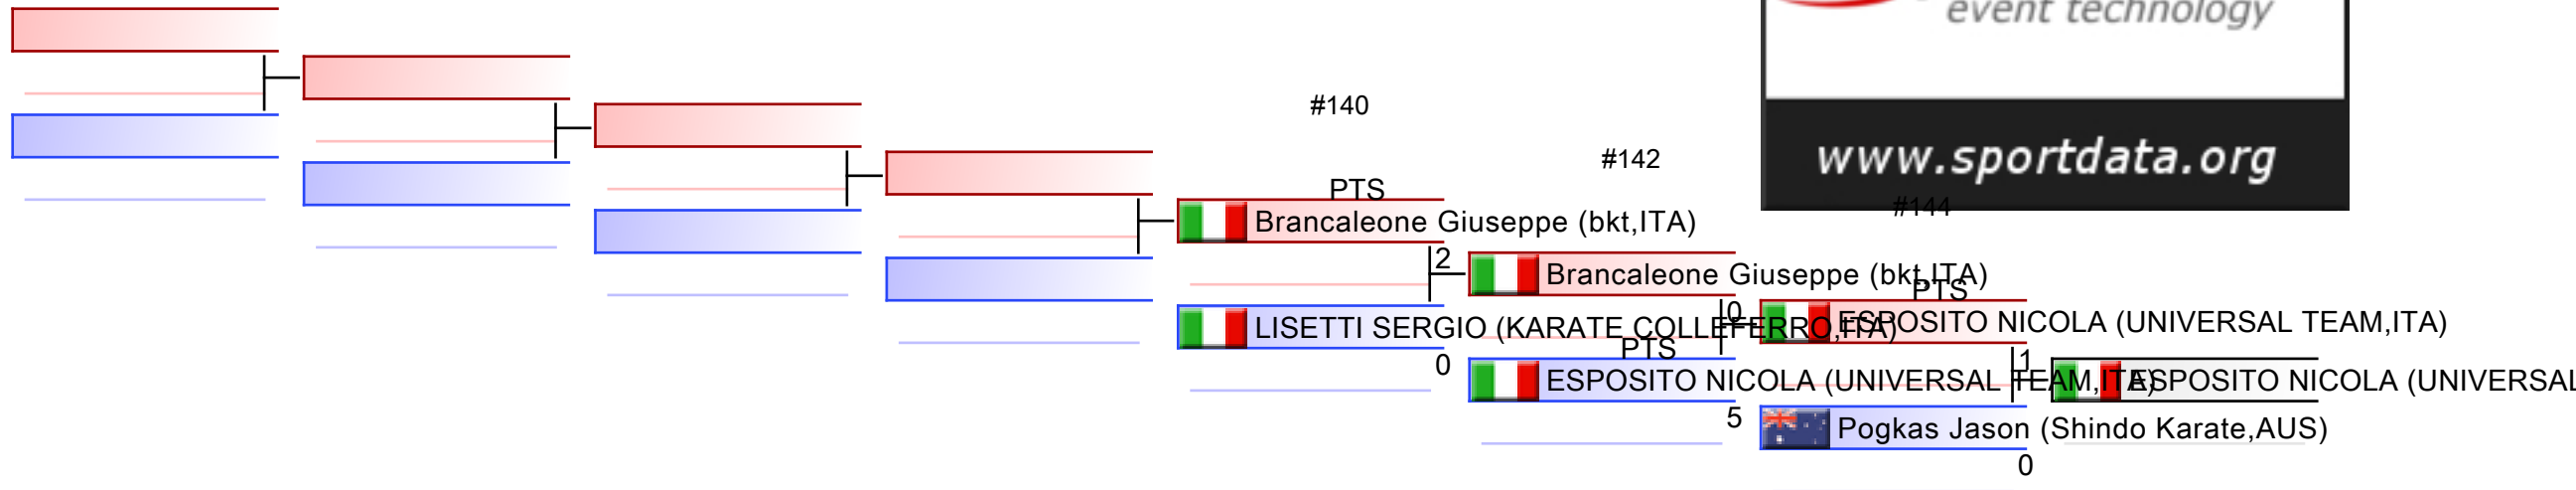 event technology
#140
#142
www.sportdata.org
PTS
#144
Brancaleone Giuseppe (bkt,ITA)
2
Brancaleone Giuseppe (bkt,ITA)
PTS
0
LISETTI SERGIO (KARATE COLLEFERRO,ITA)
ESPOSITO NICOLA (UNIVERSAL TEAM,ITA)
PTS
0
1
ESPOSITO NICOLA (UNIVERSAL TEAM,ITA)
ESPOSITO NICOLA (UNIVERSAL
5
Pogkas Jason (Shindo Karate,AUS)
0